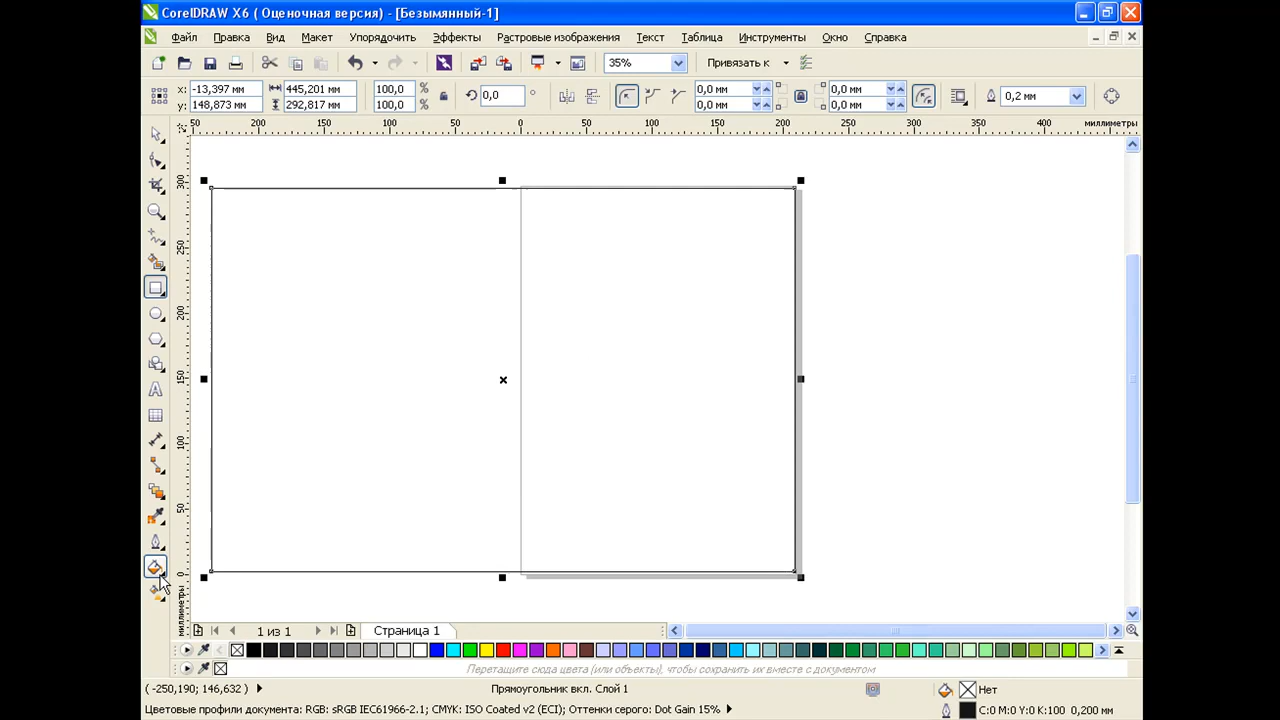 CorelDRAW X6 ( Оценочная версия) - [Безымянный-1]
Файл Правка Вид Макет Упорядочить Эффекты Растровые изображения Текст Таблица Инструменты Окно Справка
35% Привязать к
x: -13,397 мм 445,201 мм 100,0 % 0,0 ° 0,0 мм 0,0 мм 0,2 мм
y: 148,873 мм 292,817 мм 100,0 % 0,0 мм 0,0 мм
50 200 150 100 50 0 50 100 150 200 250 300 350 400 миллиметры
300
250
200
150
100
50
0
миллиметры
1 из 1 Страница 1
Перетащите сюда цвета (или объекты), чтобы сохранить их вместе с документом
( -250,190; 146,632 ) Прямоугольник вкл. Слой 1 Нет
Цветовые профили документа: RGB: sRGB IEC61966-2.1; CMYK: ISO Coated v2 (ECI); Оттенки серого: Dot Gain 15% C:0 M:0 Y:0 K:100 0,200 мм